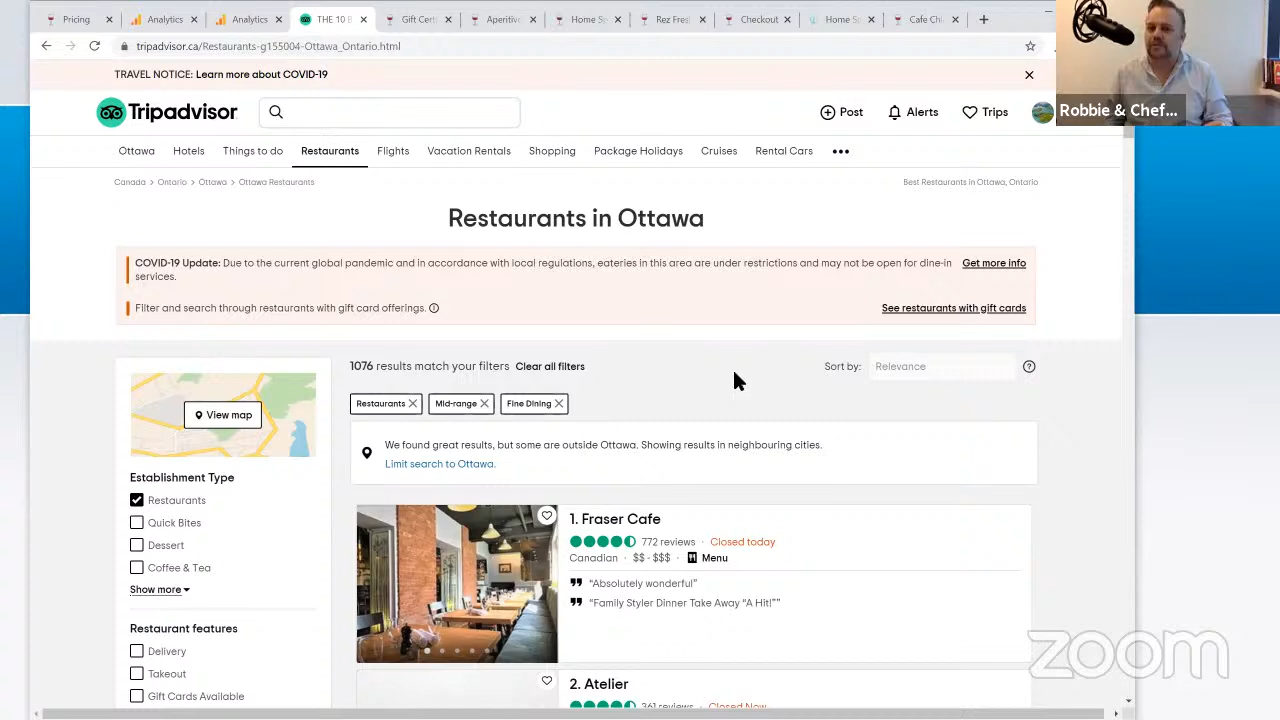 Pricing
Analytics
Analytics
THE 10 B
Gift Cert
Aperitive
Home Sp
Rez Fres
Checkout
Home Su
Cafe Chi
tripadvisor.ca/Restaurants-g155004-Ottawa_Ontario.html
TRAVEL NOTICE: Learn more about COVID-19
Robbie & Chef...
Tripadvisor
Post
Alerts
Trips
Ottawa
Hotels
Things to do
Restaurants
Flights
Vacation Rentals
Shopping
Package Holidays
Cruises
Rental Cars
Canada > Ontario > Ottawa > Ottawa Restaurants
Best Restaurants in Ottawa, Ontario
Restaurants in Ottawa
COVID-19 Update: Due to the current global pandemic and in accordance with local regulations, eateries in this area are under restrictions and may not be open for dine-in
services.
Get more info
Filter and search through restaurants with gift card offerings.
See restaurants with gift cards
1076 results match your filters Clear all filters
Sort by: Relevance
Restaurants
Mid-range
Fine Dining
View map
We found great results, but some are outside Ottawa. Showing results in neighbouring cities.
Limit search to Ottawa.
Establishment Type
Restaurants
Quick Bites
Dessert
Coffee & Tea
Show more
Restaurant features
Delivery
Takeout
Gift Cards Available
1. Fraser Cafe
772 reviews · Closed today
Canadian · $$ - $$$ · Menu
“Absolutely wonderful”
“Family Styler Dinner Take Away “A Hit!””
2. Atelier
361 reviews · Closed Now
zoom